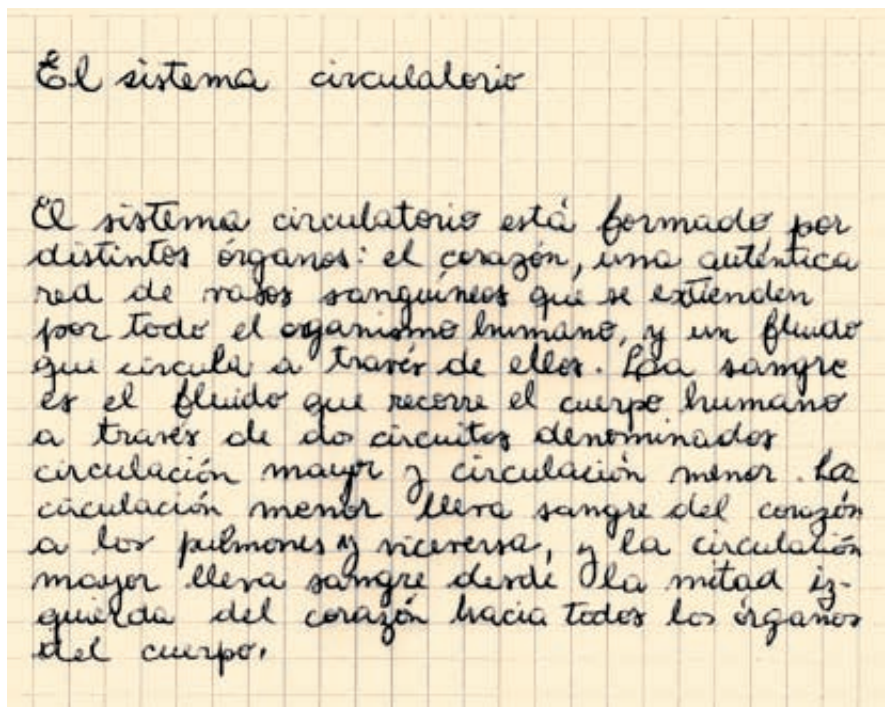 El sistema circulatorio
El sistema circulatorio está formado por
distintos órganos: el corazón, una auténtica
red de vasos sanguíneos que se extienden
por todo el organismo humano, y un fluido
que circula a través de ellos. La sangre
es el fluido que recorre el cuerpo humano
a través de dos circuitos denominados
circulación mayor y circulación menor. La
circulación menor lleva sangre del corazón
a los pulmones y viceversa, y la circulación
mayor lleva sangre desde la mitad iz-
quierda del corazón hacia todos los órganos
del cuerpo.